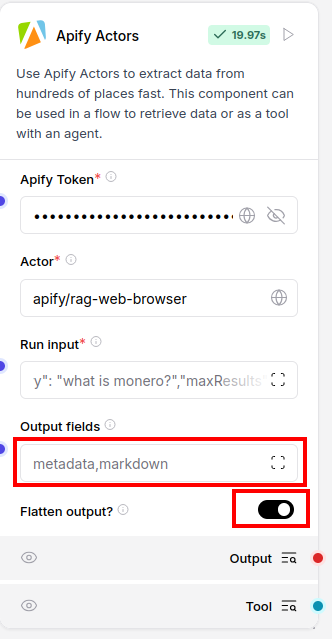 Apify Actors
19.97s
Use Apify Actors to extract data from
hundreds of places fast. This component can
be used in a flow to retrieve data or as a tool
with an agent.
Apify Token*
••••••••••••••••••••••••••
Actor*
apify/rag-web-browser
Run input*
y": "what is monero?","maxResults"
Output fields
metadata,markdown
Flatten output?
Output
Tool